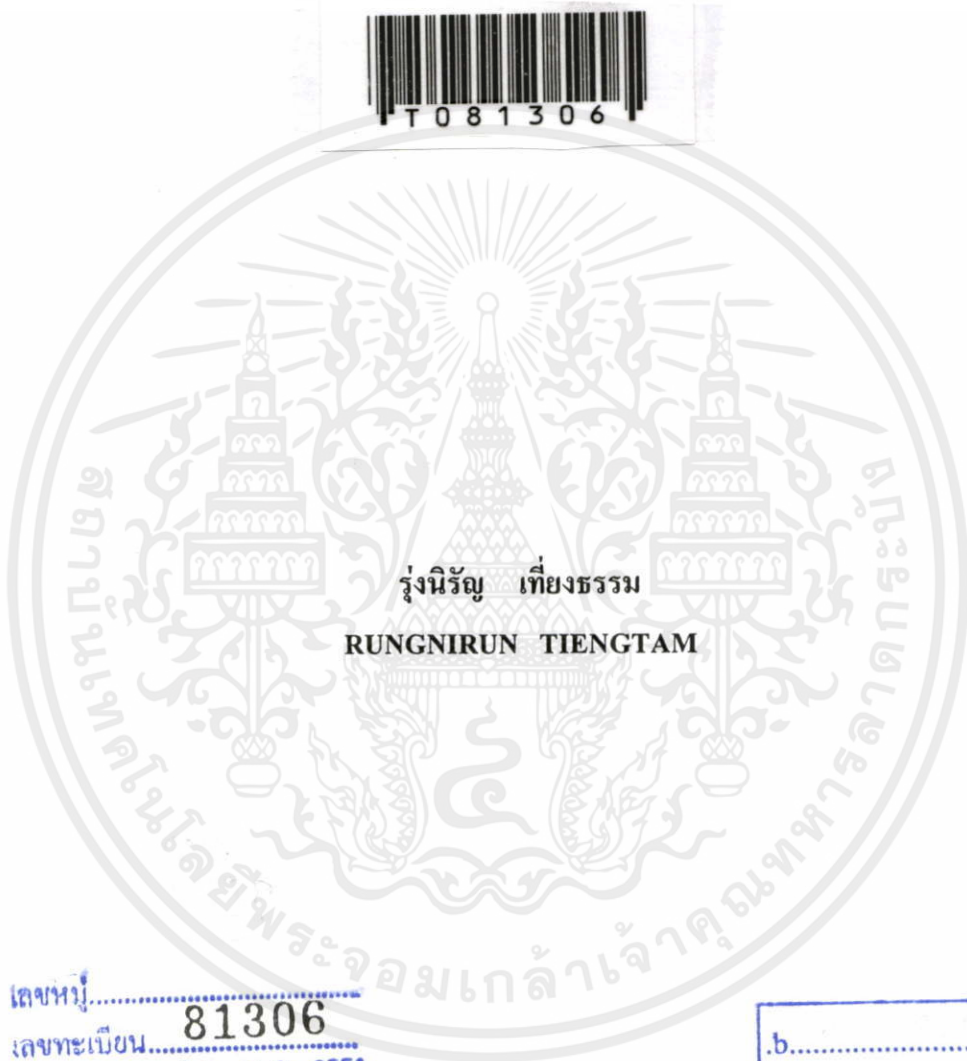 T081306
รุ่งนิรัญ เที่ยงธรรม
RUNGNIRUN TIENGTAM
สถาบันเทคโนโลยีพระจอมเกล้าเจ้าคุณทหารลาดกระบัง
เลขหมู่....................................
เลขทะเบียน.... 81306
.b....................